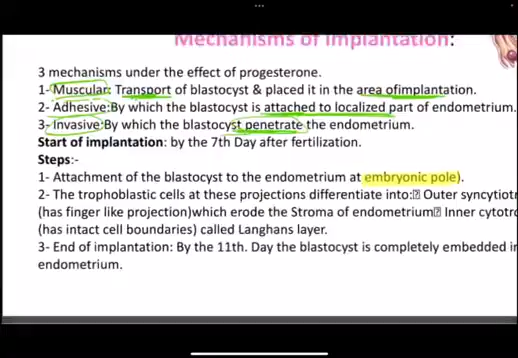 Mechanisms of Implantation:
3 mechanisms under the effect of progesterone.
1- Muscular: Transport of blastocyst & placed it in the area ofimplantation.
2- Adhesive:By which the blastocyst is attached to localized part of endometrium.
3- Invasive:By which the blastocyst penetrate the endometrium.
Start of implantation: by the 7th Day after fertilization.
Steps:-
1- Attachment of the blastocyst to the endometrium at embryonic pole).
2- The trophoblastic cells at these projections differentiate into:⍰ Outer syncytiotr
(has finger like projection)which erode the Stroma of endometrium⍰ Inner cytotr
(has intact cell boundaries) called Langhans layer.
3- End of implantation: By the 11th. Day the blastocyst is completely embedded in
endometrium.